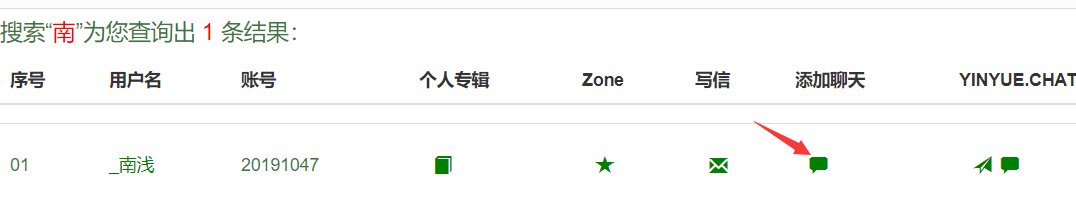 搜索“南”为您查询出 1 条结果：
序号 用户名 账号 个人专辑 Zone 写信 添加聊天 YINYUE.CHAT
01 _南浅 20191047